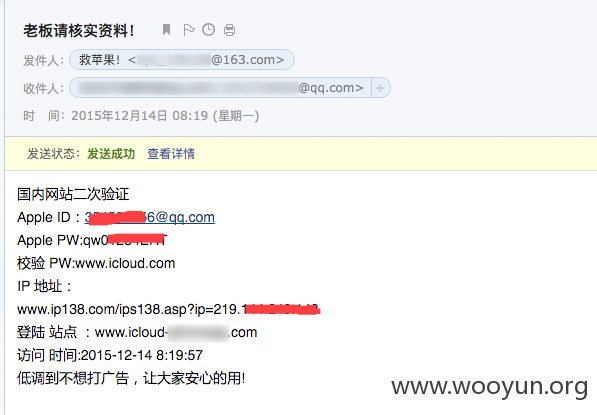 老板请核实资料！
发件人： 救苹果！< @163.com>
收件人： @qq.com> +
时 间： 2015年12月14日 08:19 (星期一)
发送状态：发送成功 查看详情
国内网站二次验证
Apple ID：3 6@qq.com
Apple PW:qw0
校验 PW:www.icloud.com
IP 地址：
www.ip138.com/ips138.asp?ip=219.
登陆 站点 ：www.icloud- .com
访问 时间:2015-12-14 8:19:57
低调到不想打广告，让大家安心的用!
www.wooyun.org